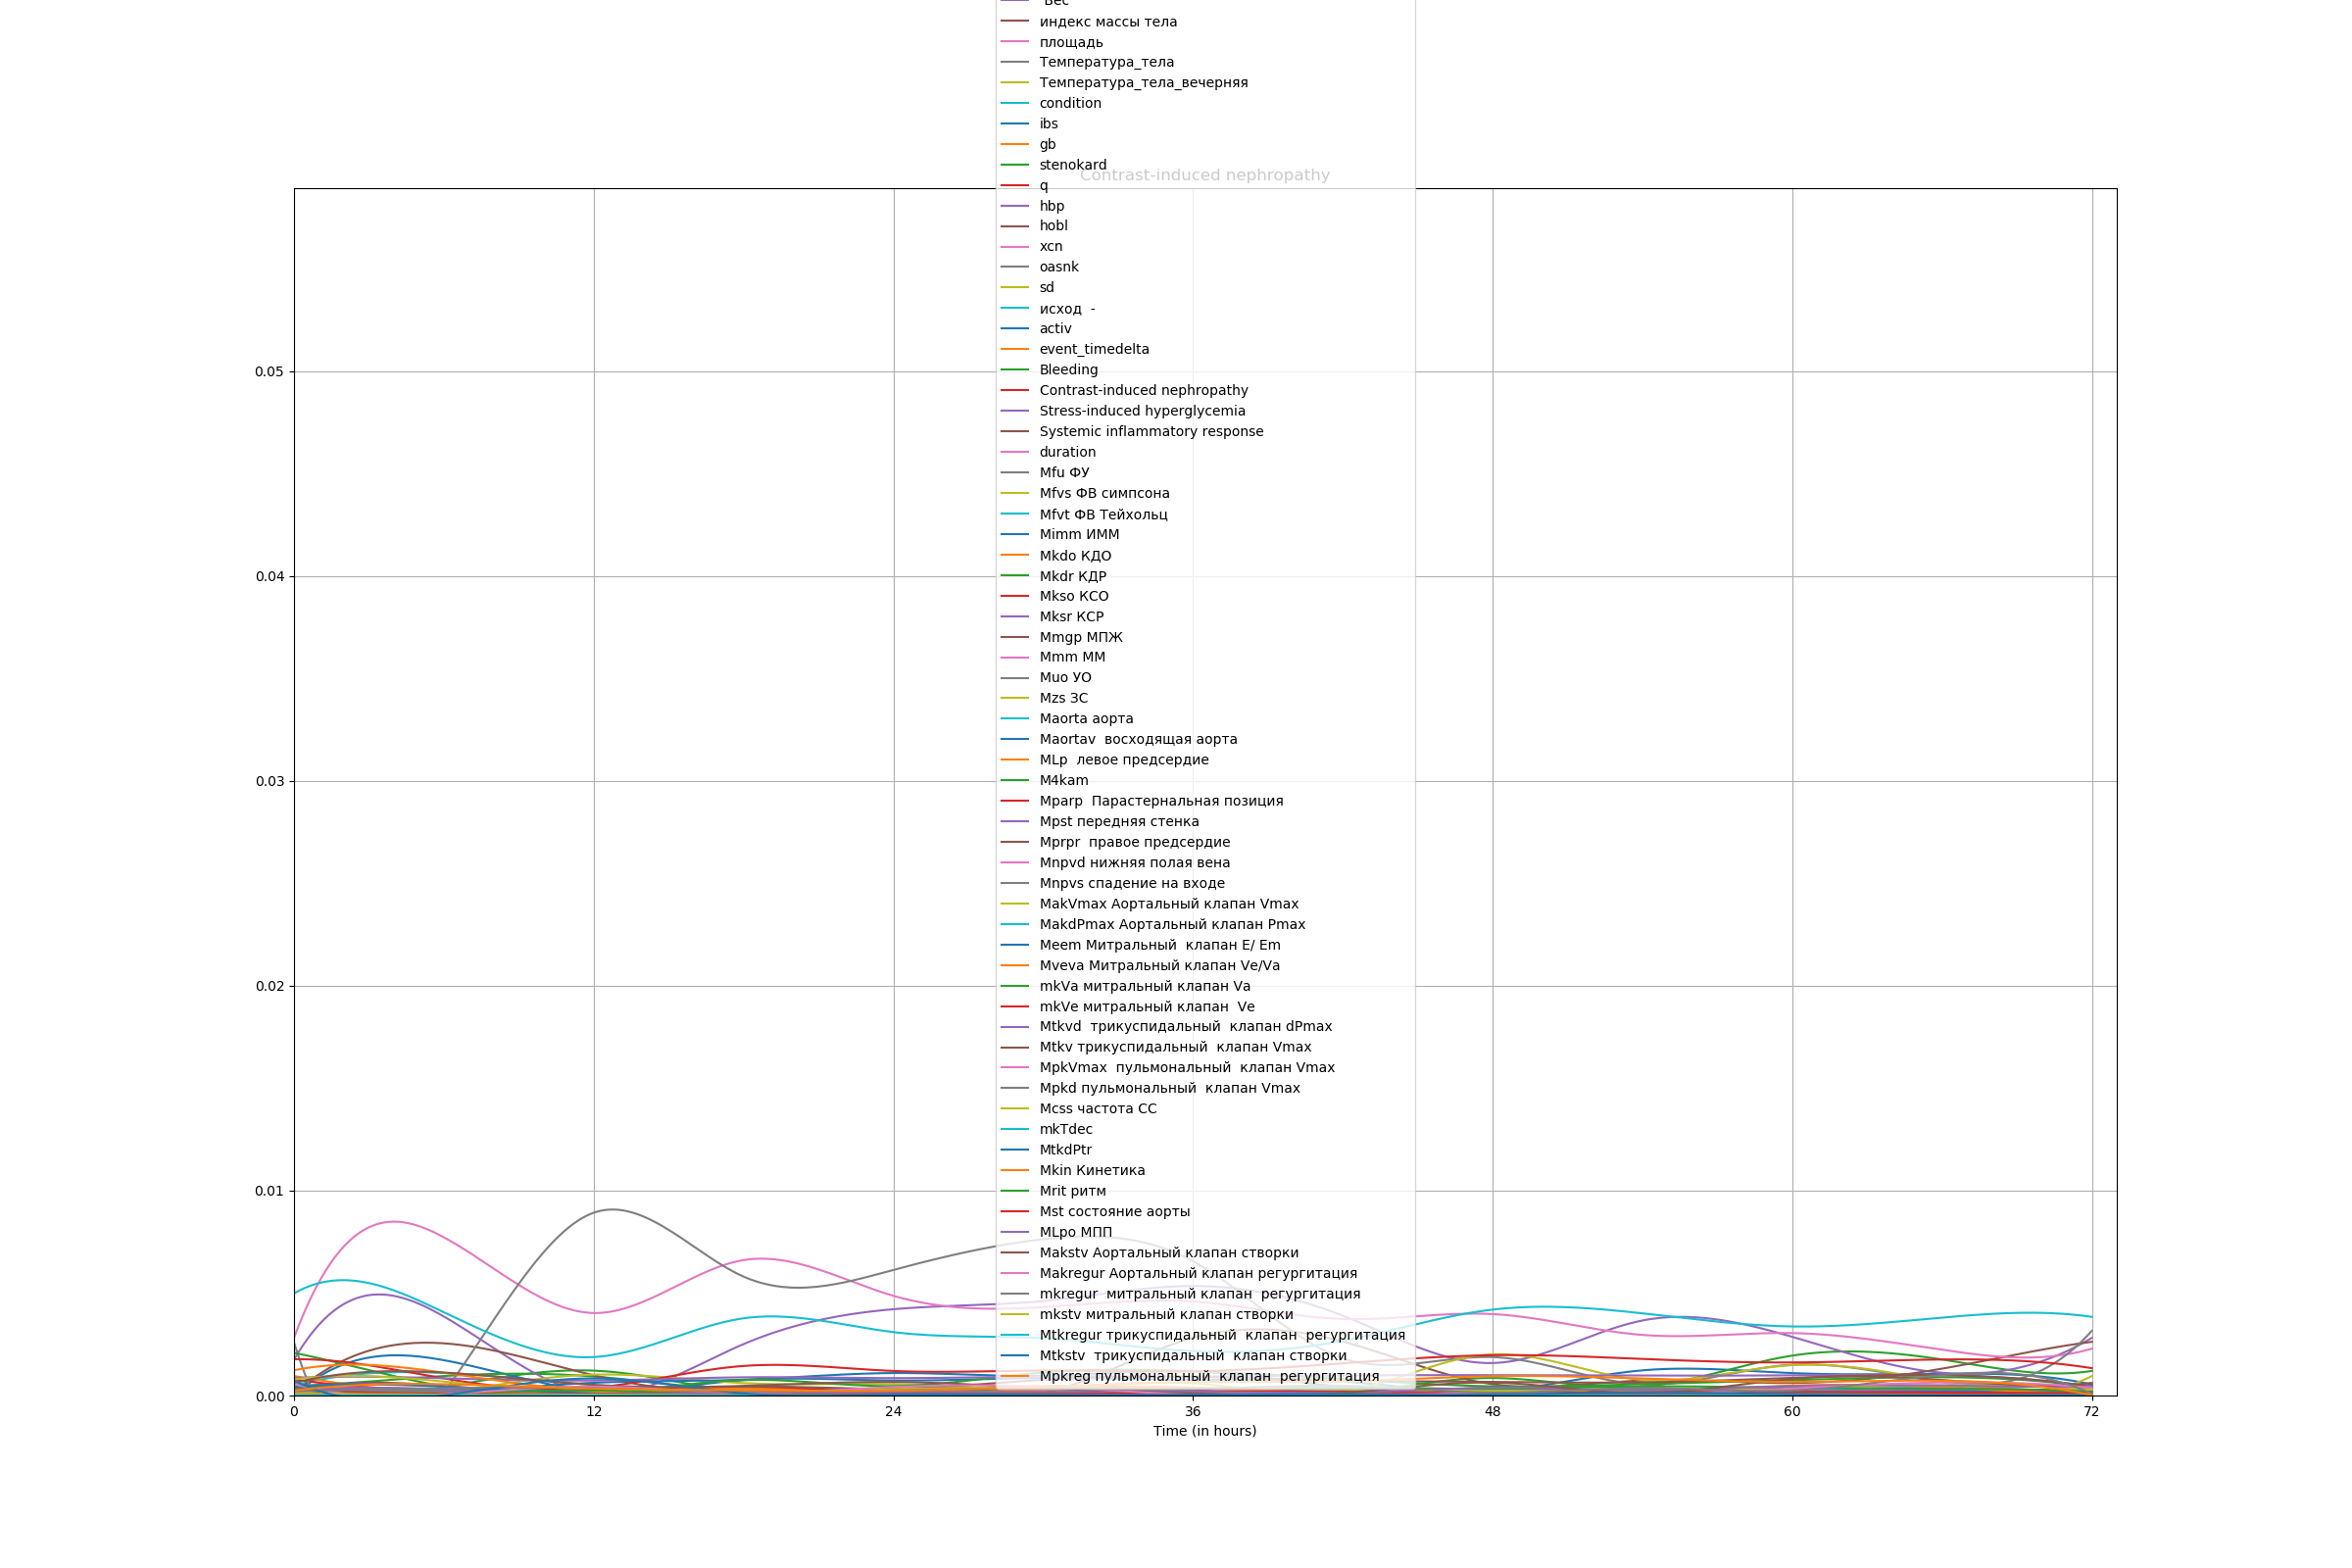 Вес
индекс массы тела
площадь
Температура_тела
Температура_тела_вечерняя
condition
ibs
gb
stenokard
Contrast-induced nephropathy
q
hbp
hobl
xcn
oasnk
sd
исход  -
activ
event_timedelta
Bleeding
Contrast-induced nephropathy
Stress-induced hyperglycemia
Systemic inflammatory response
duration
Mfu ФУ
Mfvs ФВ симпсона
Mfvt ФВ Тейхольц
Mimm ИММ
Mkdo КДО
Mkdr КДР
Mkso КСО
Mksr КСР
Mmgp МПЖ
Mmm ММ
Muo УО
Mzs ЗС
Maorta аорта
Maortav  восходящая аорта
MLp  левое предсердие
M4kam
Mparp  Парастернальная позиция
Mpst передняя стенка
Mprpr  правое предсердие
Mnpvd нижняя полая вена
Mnpvs спадение на входе
MakVmax Аортальный клапан Vmax
MakdPmax Аортальный клапан Pmax
Meem Митральный  клапан E/ Em
Mveva Митральный клапан Ve/Va
mkVa митральный клапан Va
mkVe митральный клапан  Ve
Mtkvd  трикуспидальный  клапан dPmax
Mtkv трикуспидальный  клапан Vmax
MpkVmax  пульмональный  клапан Vmax
Mpkd пульмональный  клапан Vmax
Mcss частота СС
mkTdec
MtkdPtr
Mkin Кинетика
Mrit ритм
Mst состояние аорты
MLpo МПП
Makstv Аортальный клапан створки
Makregur Аортальный клапан регургитация
mkregur  митральный клапан  регургитация
mkstv митральный клапан створки
Mtkregur трикуспидальный  клапан  регургитация
Mtkstv  трикуспидальный  клапан створки
Mpkreg пульмональный  клапан  регургитация
0.05
0.04
0.03
0.02
0.01
0.00
0 12 24 36 48 60 72
Time (in hours)